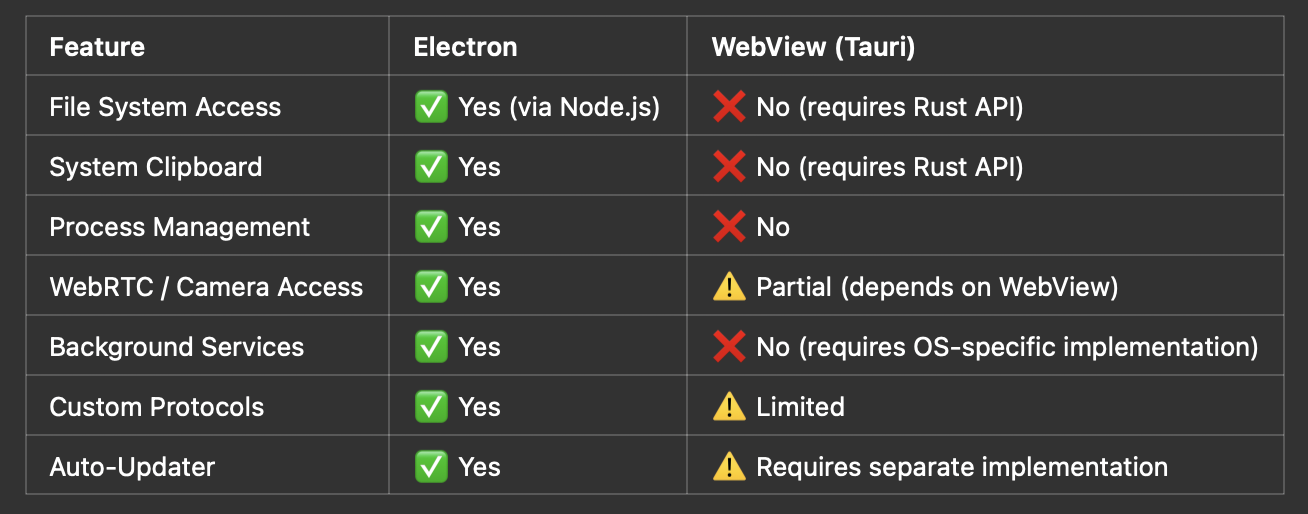 Feature Electron WebView (Tauri)
File System Access ✅ Yes (via Node.js) ❌ No (requires Rust API)
System Clipboard ✅ Yes ❌ No (requires Rust API)
Process Management ✅ Yes ❌ No
WebRTC / Camera Access ✅ Yes ⚠️ Partial (depends on WebView)
Background Services ✅ Yes ❌ No (requires OS-specific implementation)
Custom Protocols ✅ Yes ⚠️ Limited
Auto-Updater ✅ Yes ⚠️ Requires separate implementation